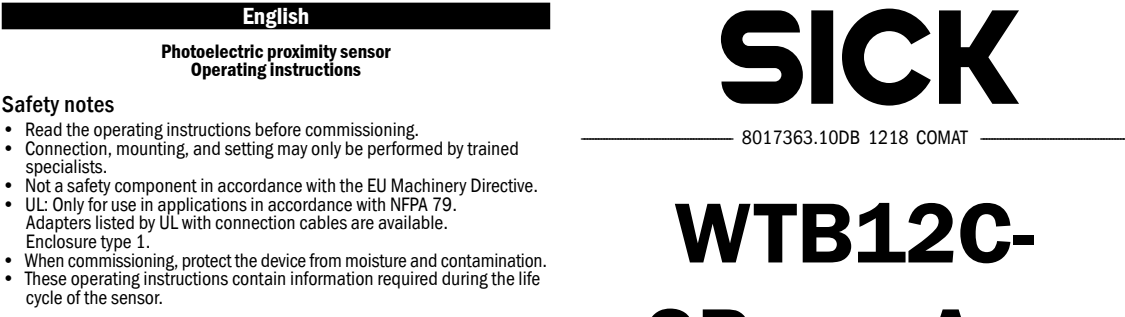 English
Photoelectric proximity sensor
Operating instructions
Safety notes
• Read the operating instructions before commissioning.
• Connection, mounting, and setting may only be performed by trained
specialists.
• Not a safety component in accordance with the EU Machinery Directive.
• UL: Only for use in applications in accordance with NFPA 79.
Adapters listed by UL with connection cables are available.
Enclosure type 1.
• When commissioning, protect the device from moisture and contamination.
• These operating instructions contain information required during the life
cycle of the sensor.
SICK
8017363.10DB 1218 COMAT
WTB12C-